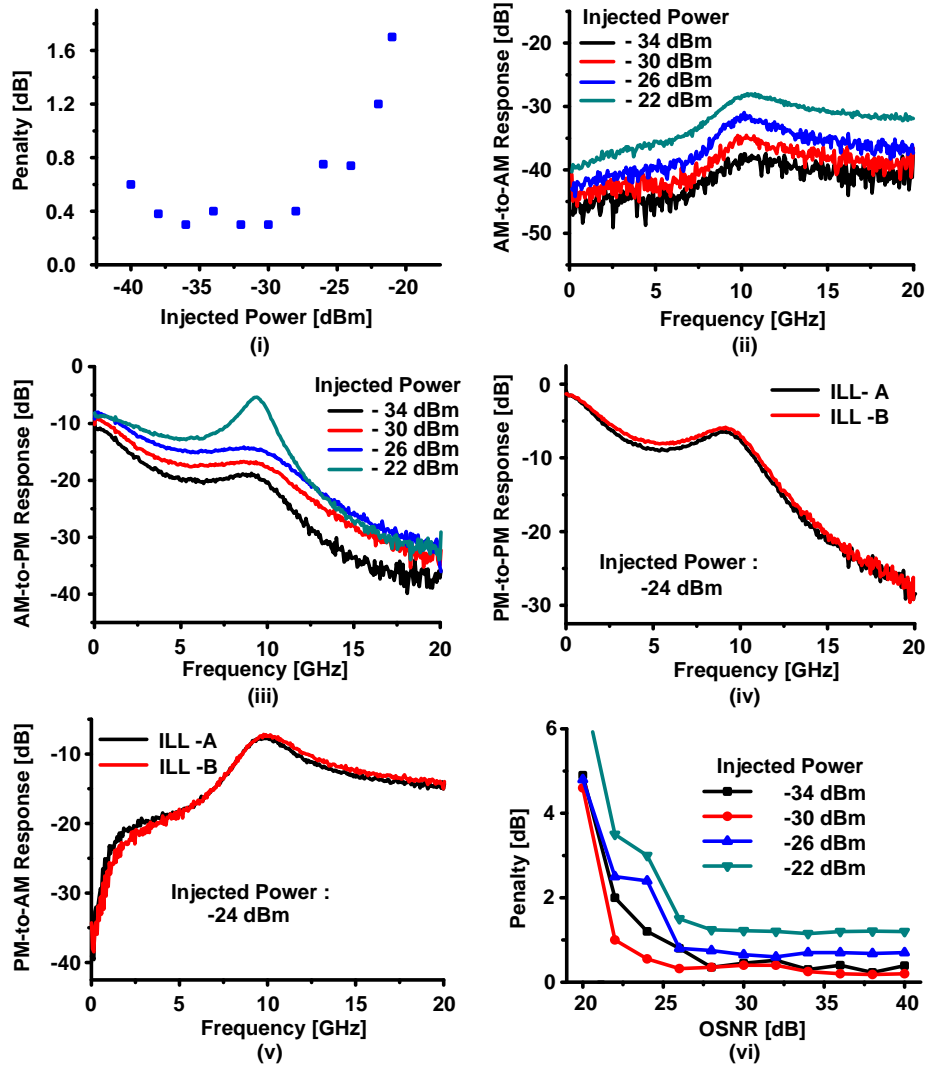 Penalty [dB]
1.6
1.2
0.8
0.4
0.0
-40
-35
-30
-25
-20
Injected Power [dBm]
(i)
AM-to-AM Response [dB]
-20
-30
-40
-50
Injected Power
- 34 dBm
- 30 dBm
- 26 dBm
- 22 dBm
0
5
10
15
20
Frequency [GHz]
(ii)
AM-to-PM Response [dB]
0
-10
-20
-30
-40
Injected Power
- 34 dBm
- 30 dBm
- 26 dBm
- 22 dBm
0
5
10
15
20
Frequency [GHz]
(iii)
PM-to-PM Response [dB]
0
-10
-20
-30
ILL- A
ILL -B
Injected Power :
-24 dBm
0
5
10
15
20
Frequency [GHz]
(iv)
PM-to-AM Response [dB]
-10
-20
-30
-40
ILL -A
ILL -B
Injected Power :
-24 dBm
0
5
10
15
20
Frequency [GHz]
(v)
Penalty [dB]
6
4
2
0
Injected Power
-34 dBm
-30 dBm
-26 dBm
-22 dBm
20
25
30
35
40
OSNR [dB]
(vi)